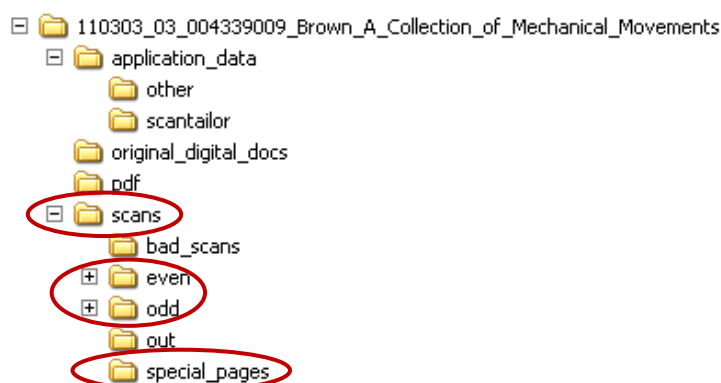 110303_03_004339009_Brown_A_Collection_of_Mechanical_Movements
application_data
other
scantailor
original_digital_docs
pdf
scans
bad_scans
even
odd
out
special_pages